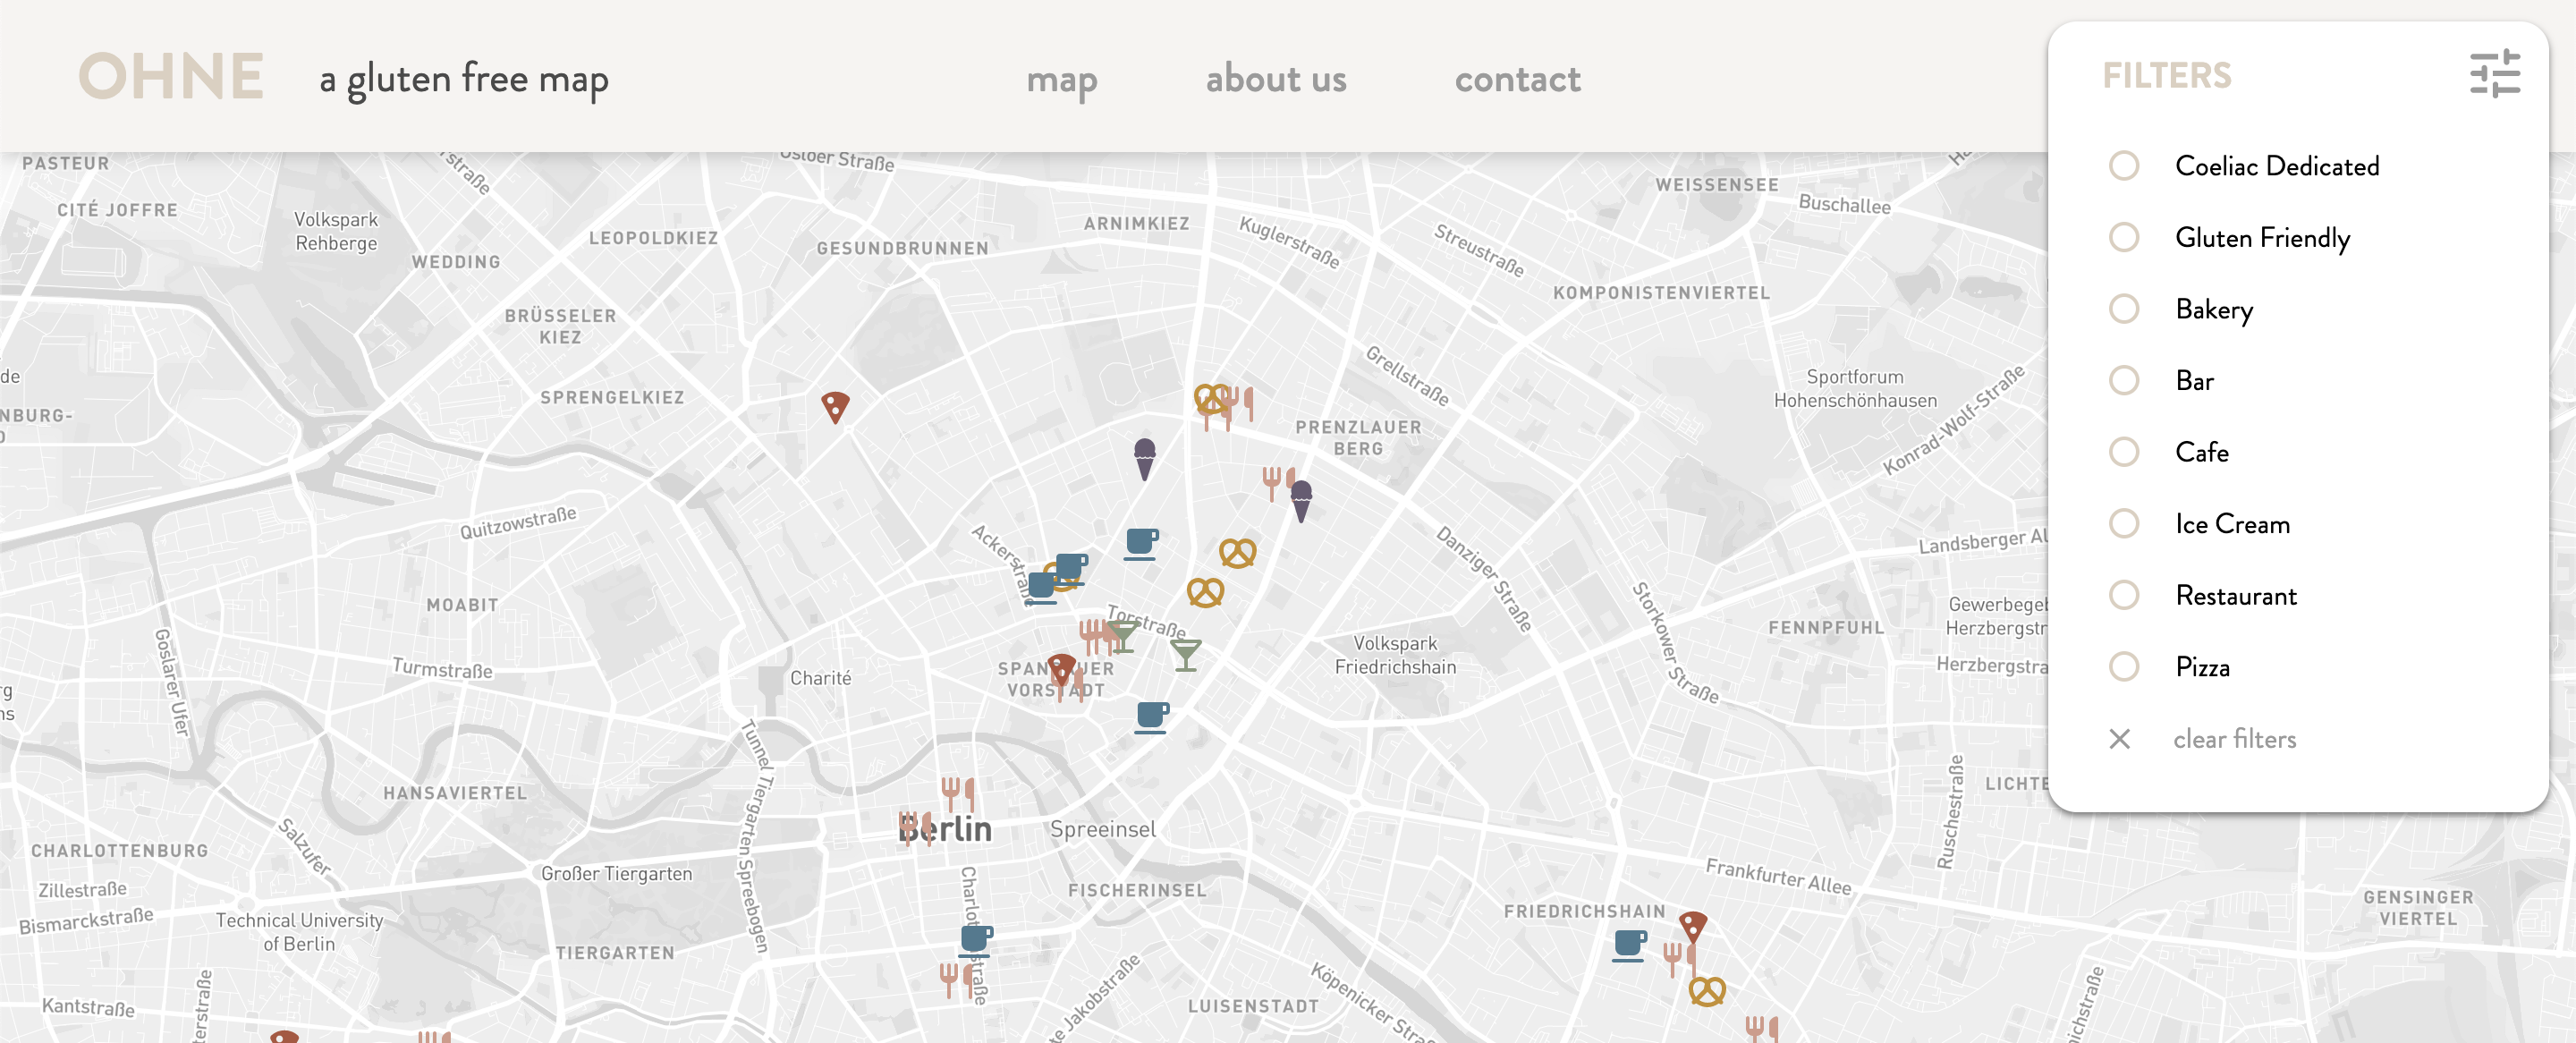 OHNE
a gluten free map
map
about us
contact
FILTERS
Coeliac Dedicated
Gluten Friendly
Bakery
Bar
Cafe
Ice Cream
Restaurant
Pizza
clear filters
PASTEUR
Osloer Straße
CITÉ JOFFRE
Volkspark
Rehberge
LEOPOLDKIEZ
WEDDING
GESUNDBRUNNEN
ARNIMKIEZ
Kuglerstraße
Streustraße
WEISSENSEE
Buschallee
KOMPONISTENVIERTEL
BRÜSSELER
KIEZ
SPRENGELKIEZ
Grellstraße
Sportforum
Hohenschönhausen
Konrad-Wolf-Straße
PRENZLAUER
BERG
NBURG-
Quitzowstraße
Ackerstraße
Danziger Straße
Landsberger Al
Storkower Straße
MOABIT
Torstraße
Gewerbegeb
Herzbergstr
FENNPFUHL
Goslarer Ufer
Turmstraße
Charité
SPANDAUER
VORSTADT
Volkspark
Friedrichshain
Herzbergstra
Tunnel Tiergarten Spreebogen
HANSAVIERTEL
LICHTE
Ruschestraße
Salzufer
Berlin
Spreeinsel
CHARLOTTENBURG
Zillestraße
Bismarckstraße
Großer Tiergarten
FISCHERINSEL
Frankfurter Allee
FRIEDRICHSHAIN
GENSINGER
VIERTEL
Technical University
of Berlin
TIERGARTEN
Kantstraße
LUISENSTADT
Köpenicker Straß
te Jakobstraße